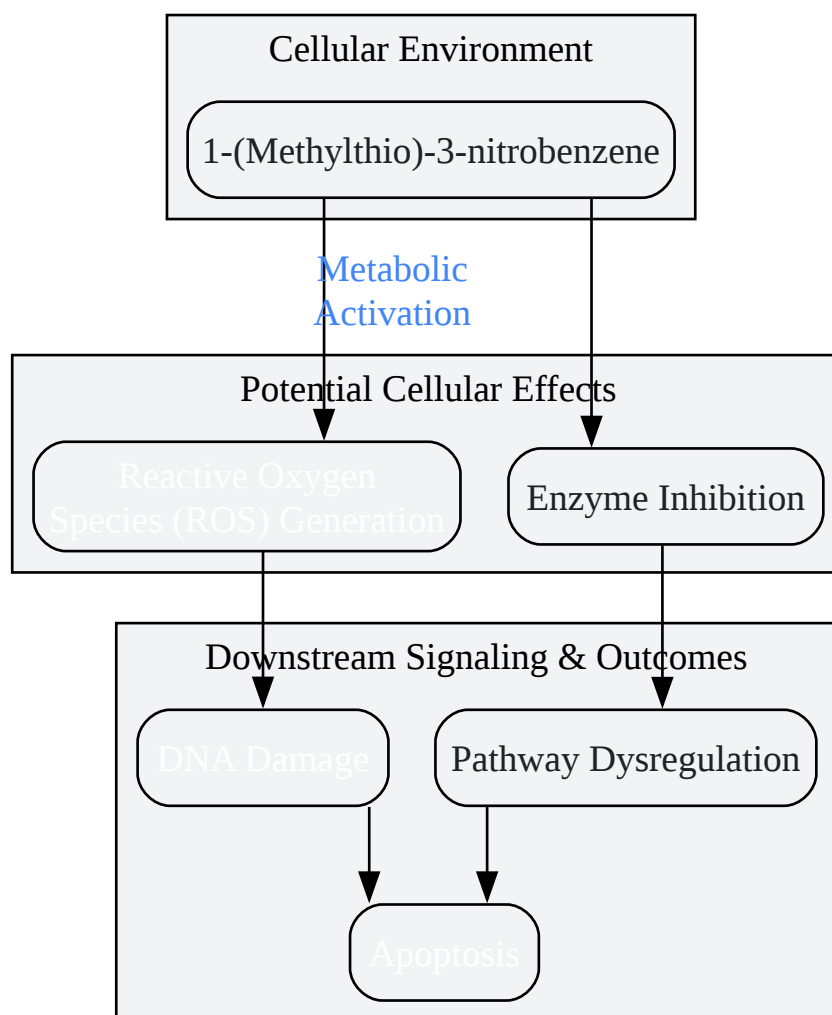 Cellular Environment
1-(Methylthio)-3-nitrobenzene
Metabolic
Activation
Potential Cellular Effects
Reactive Oxygen
Species (ROS) Generation
Enzyme Inhibition
Downstream Signaling & Outcomes
DNA Damage
Pathway Dysregulation
Apoptosis